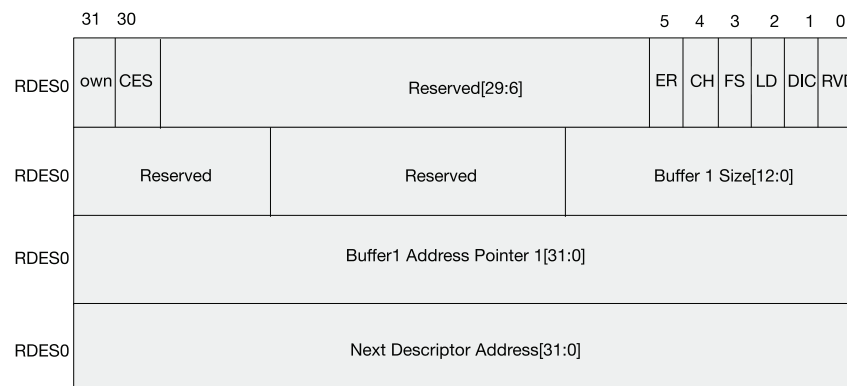 31 30 5 4 3 2 1 0
RDES0 own CES Reserved[29:6] ER CH FS LD DIC RVD
RDES0 Reserved Reserved Buffer 1 Size[12:0]
RDES0 Buffer1 Address Pointer 1[31:0]
RDES0 Next Descriptor Address[31:0]